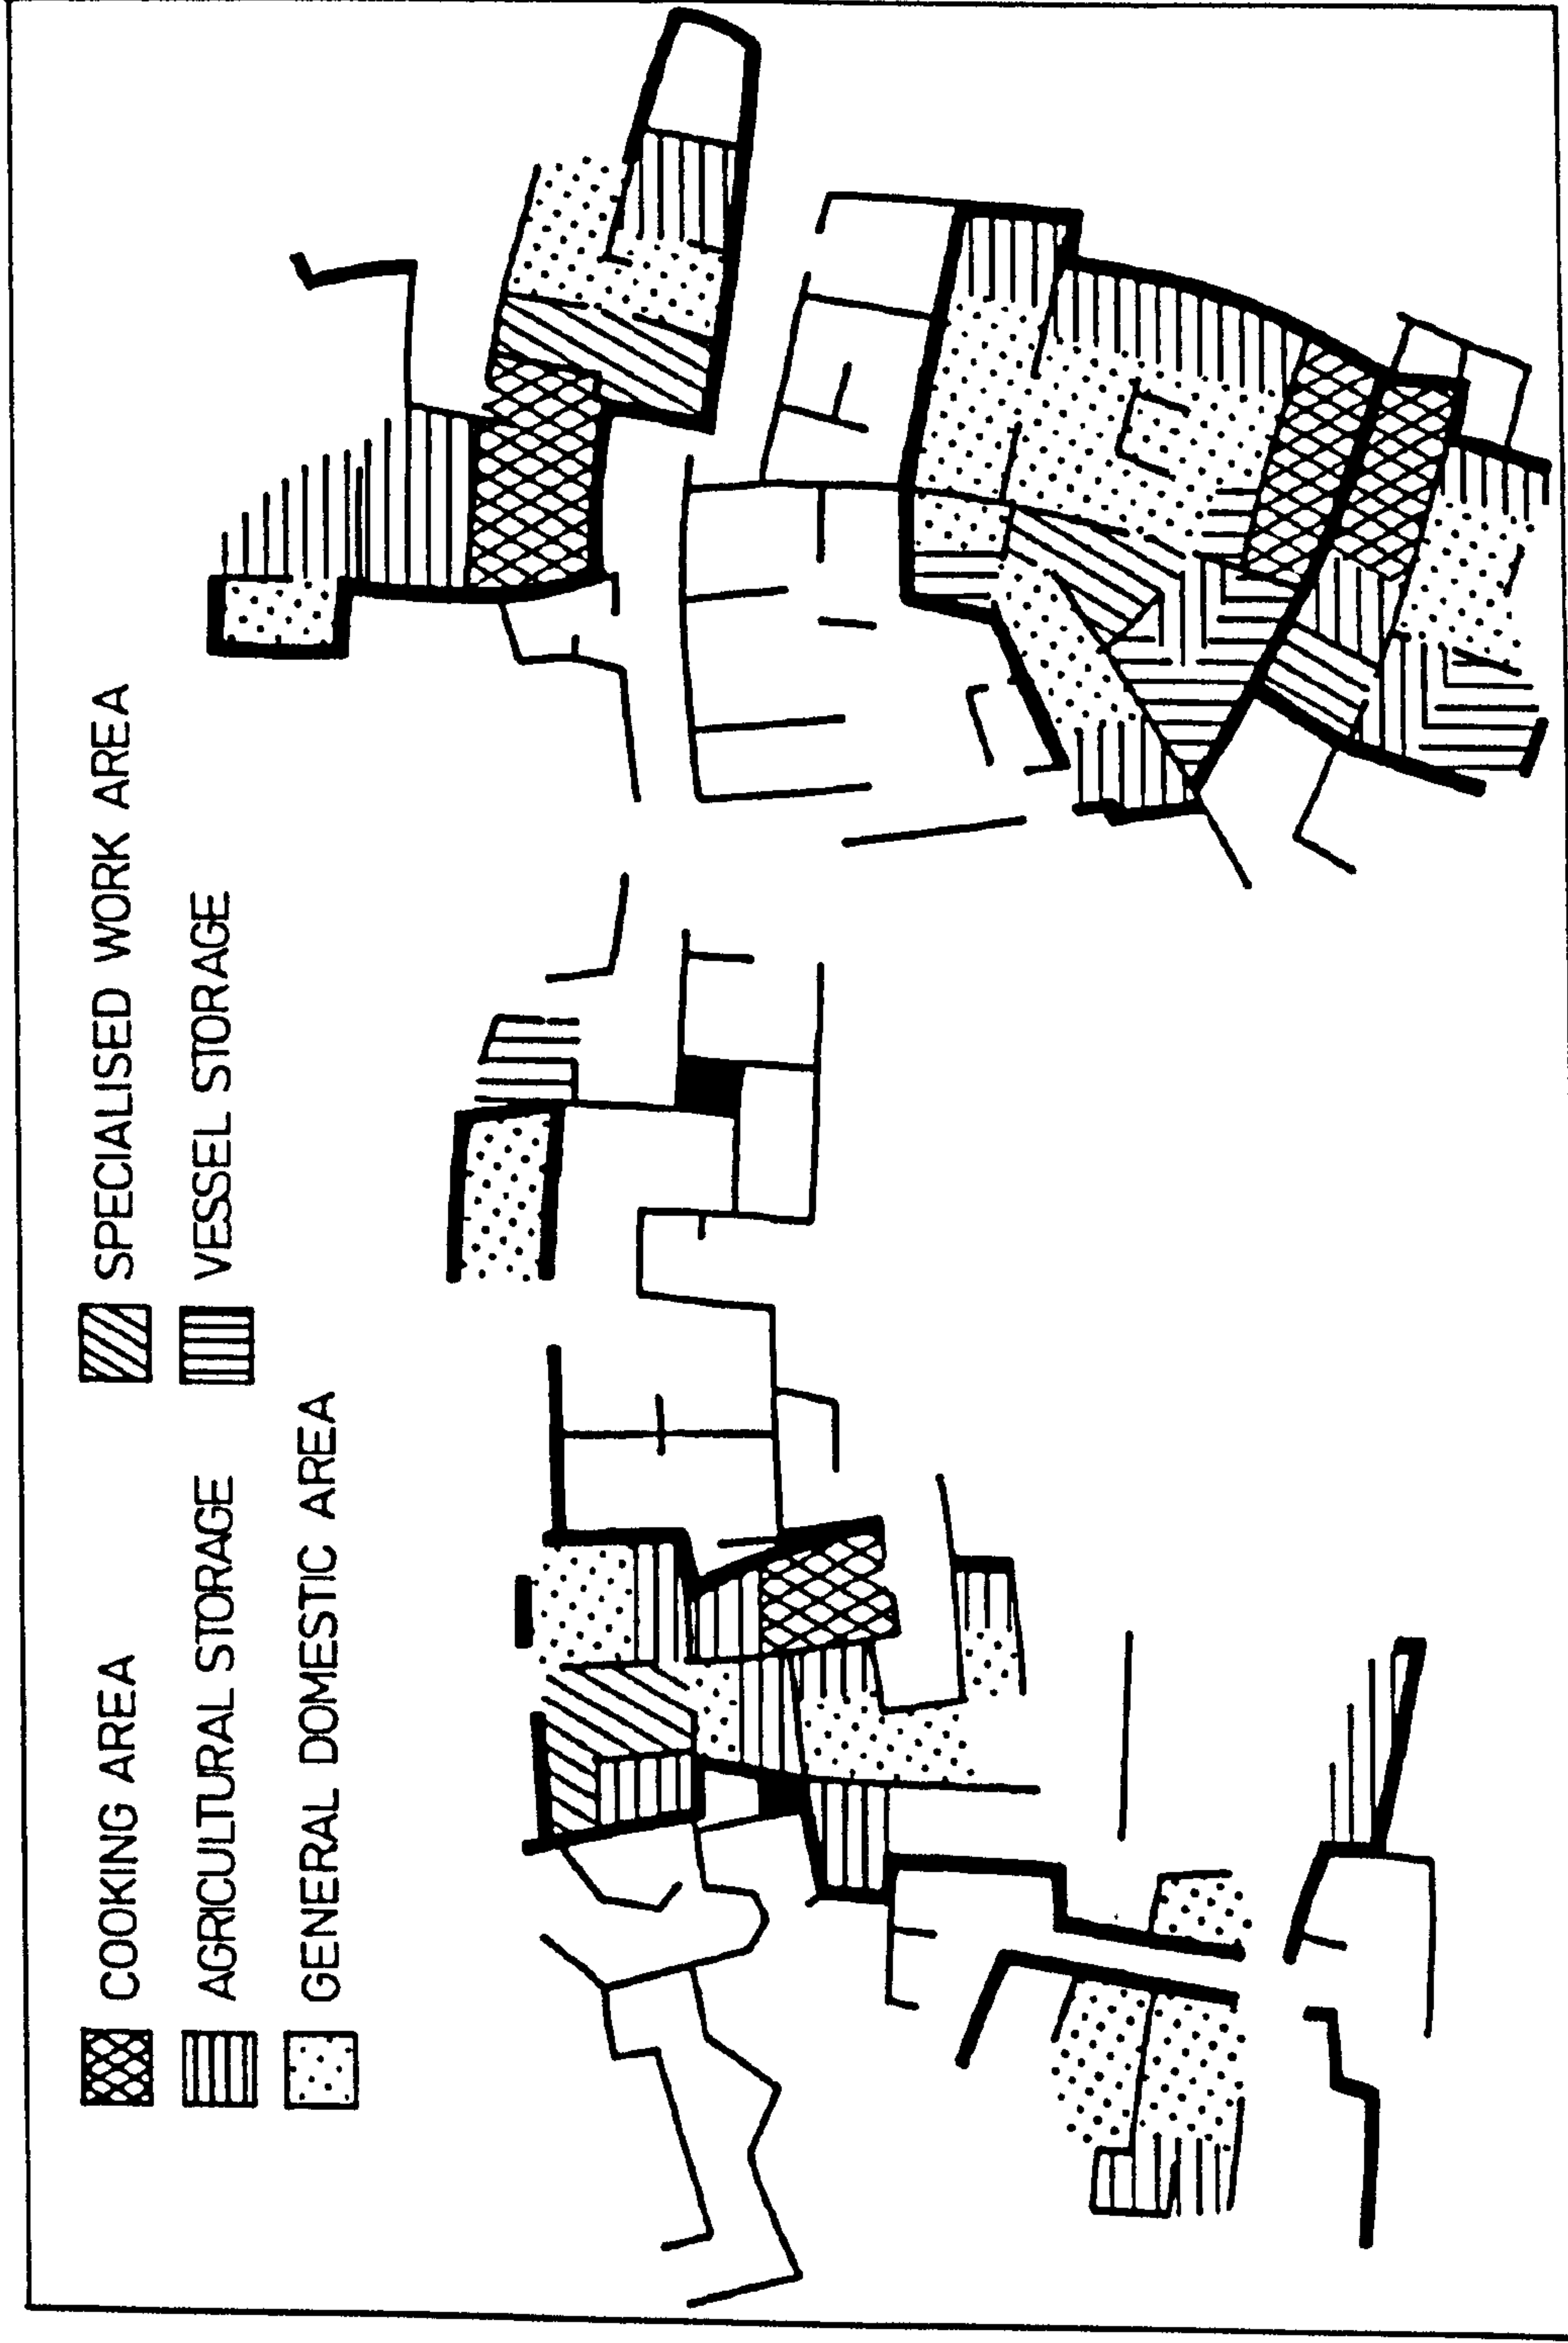 COOKING AREA
SPECIALISED WORK AREA
AGRICULTURAL STORAGE
VESSEL STORAGE
GENERAL DOMESTIC AREA